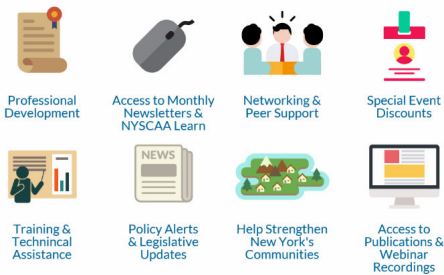 Professional
Development
Access to Monthly
Newsletters &
NYSCAA Learn
Networking &
Peer Support
Special Event
Discounts
NEWS
Training &
Techincal
Assistance
Policy Alerts
& Legislative
Updates
Help Strengthen
New York's
Communities
Access to
Publications &
Webinar
Recordings